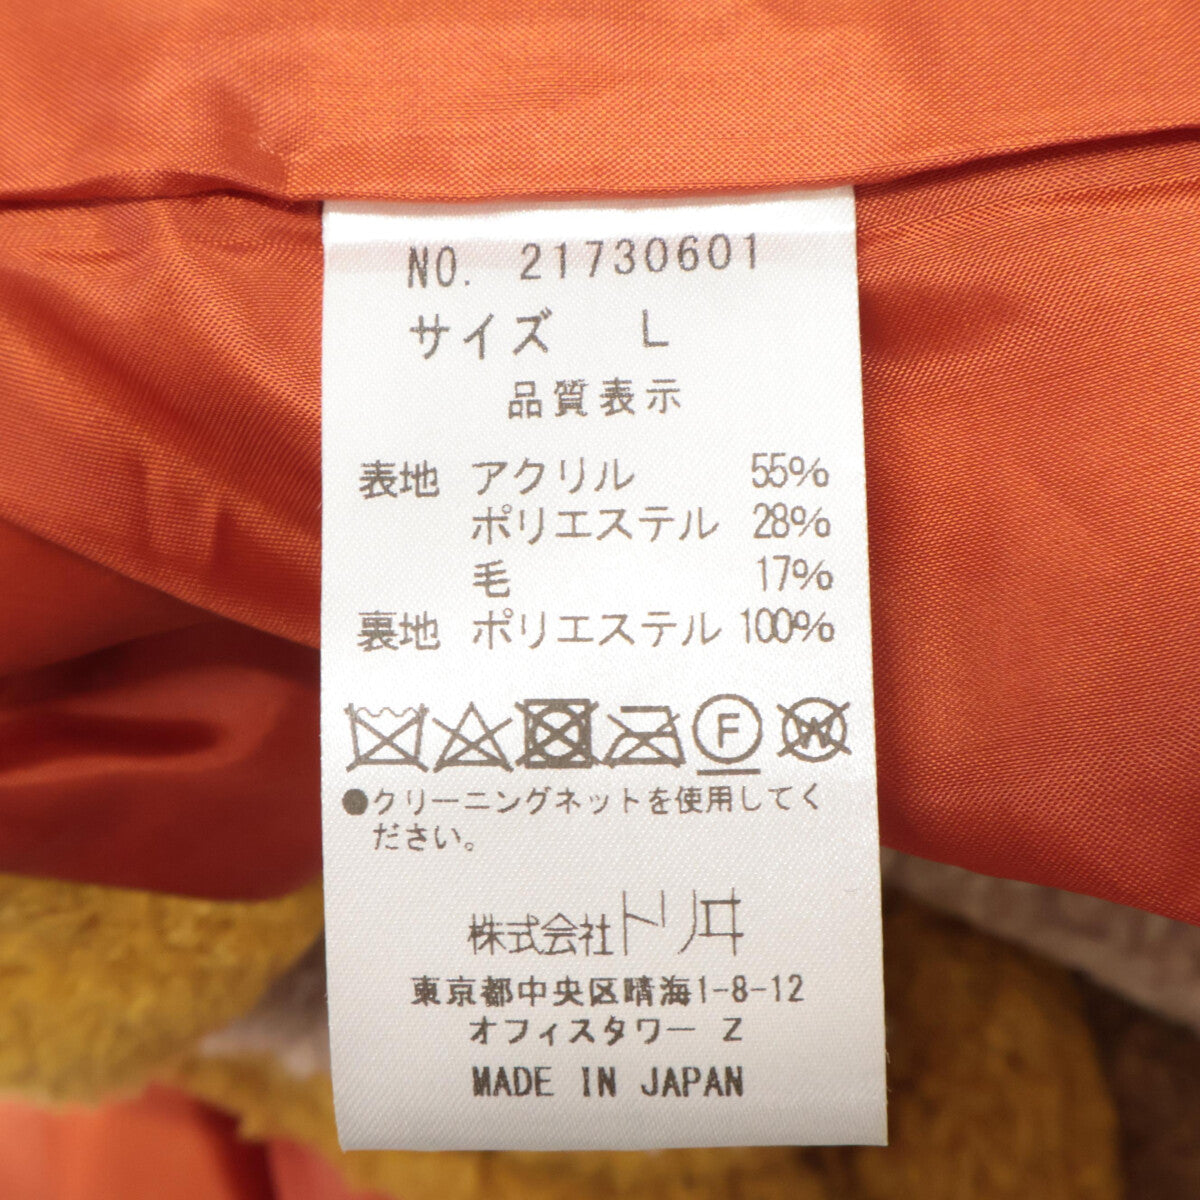 NO. 21730601
サイズ L
品質表示
表地 アクリル 55%
ポリエステル 28%
毛 17%
裏地 ポリエステル 100%
F W
●クリーニングネットを使用してく
ださい。
株式会社トリヰ
東京都中央区晴海1-8-12
オフィスタワー Z
MADE IN JAPAN